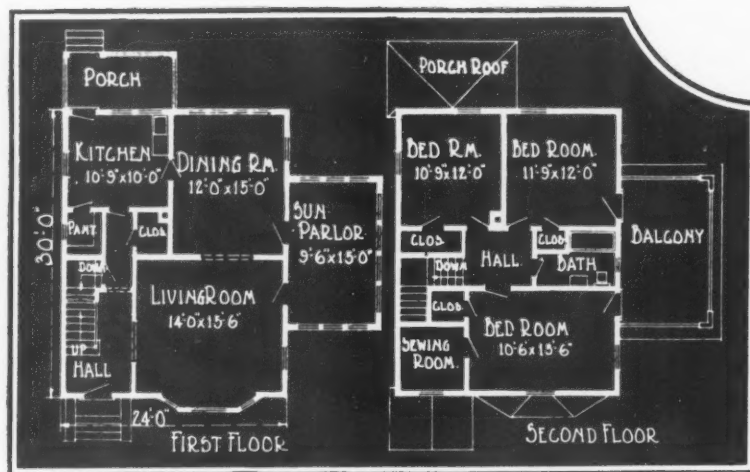 PORCH
KITCHEN
10'-9"x10'-0"
DINING RM.
12'-0"x15'-0"
PANT.
CLOS.
SUN
PARLOR
9'-6"x15'-0"
30'-0"
DOWN
LIVING ROOM
14'-0"x15'-6"
UP
HALL
24'-0"
FIRST FLOOR
PORCH ROOF
BED RM.
10'-9"x12'-0"
BED ROOM
11'-9"x12'-0"
CLOS.
DOWN
HALL
CLOS.
BATH
BALCONY
CLOS.
BED ROOM
10'-6"x15'-6"
SEWING
ROOM.
SECOND FLOOR